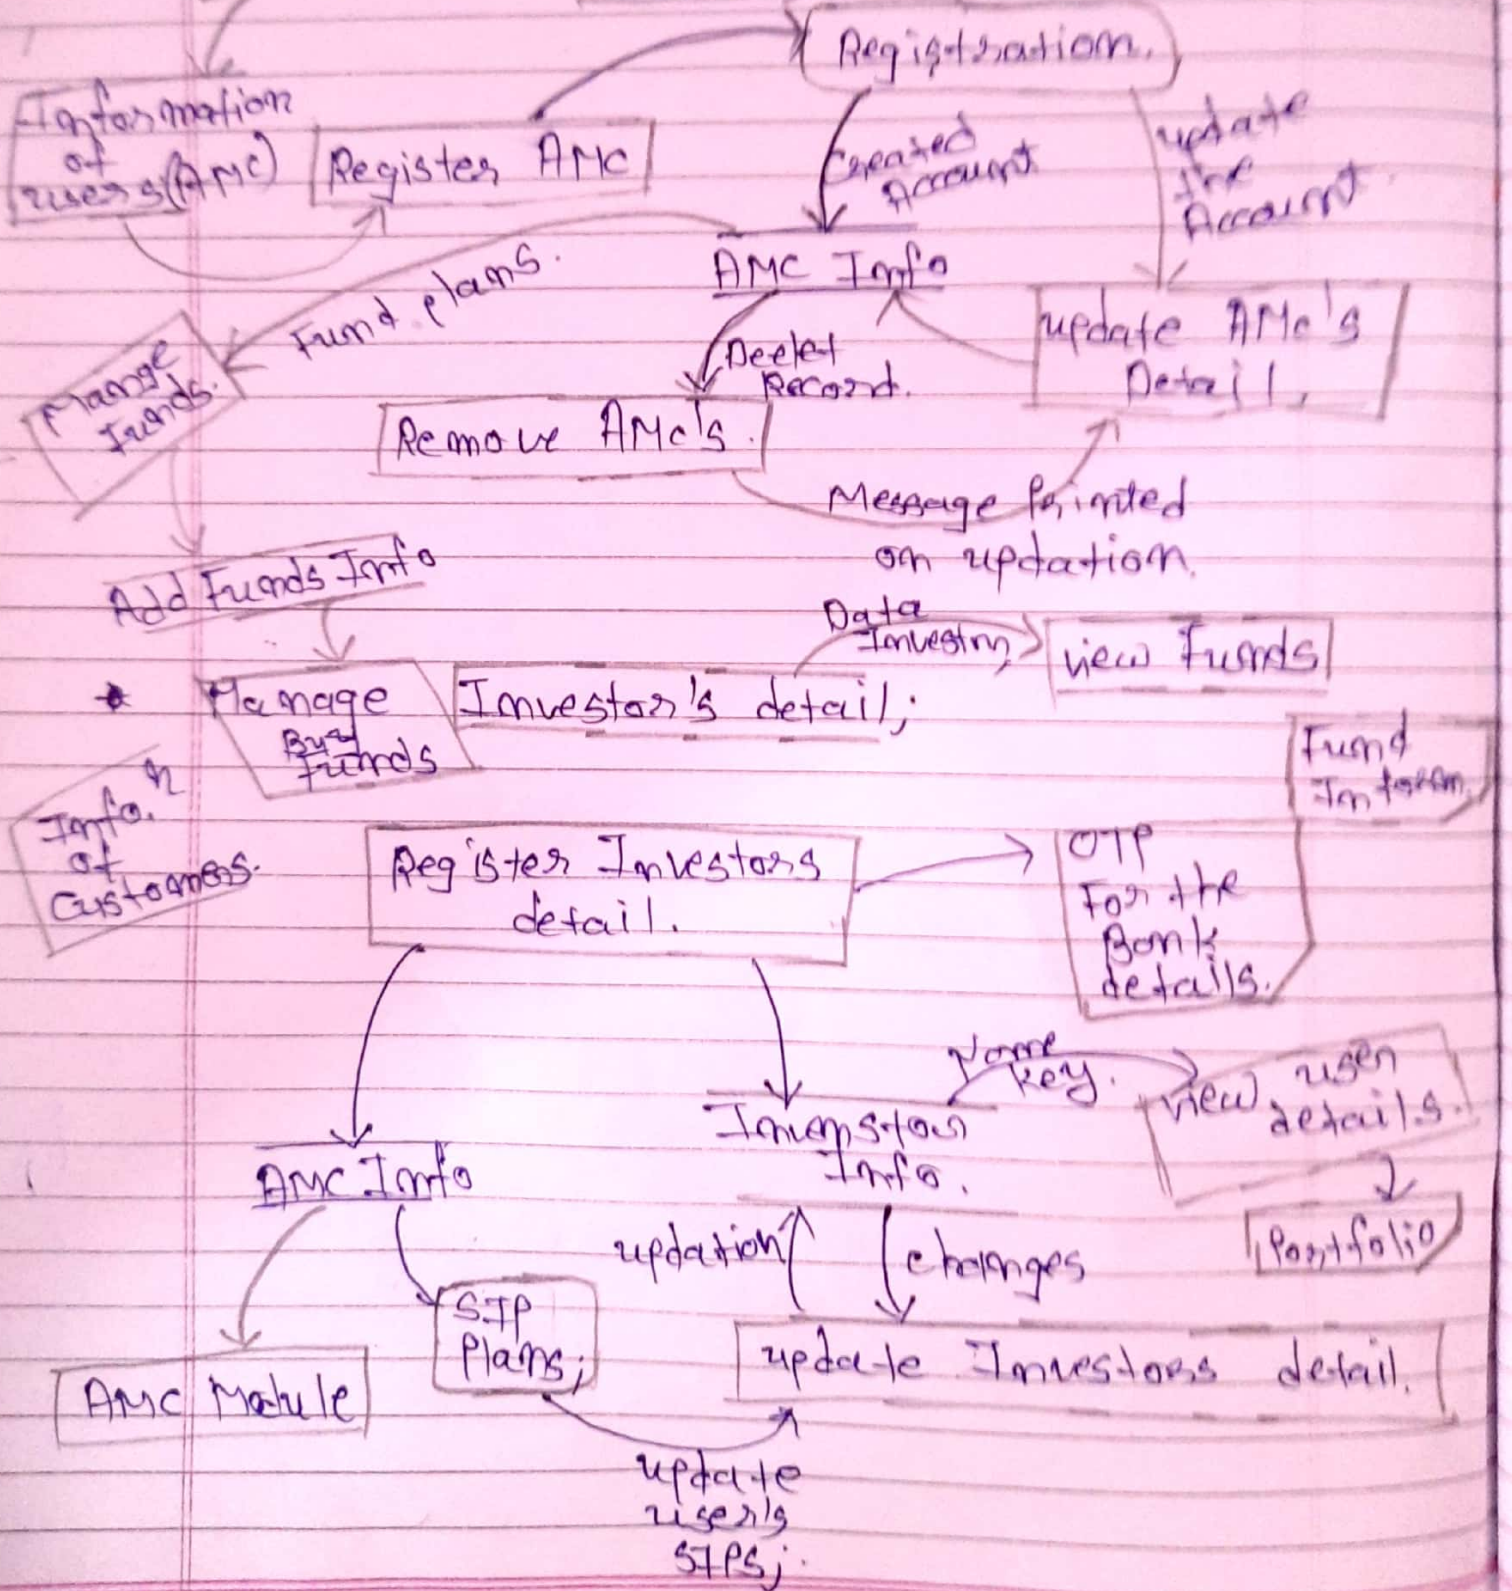 Registration.
Information
of
users(AMC)
Register AMC
Created
Account
update
the
Account
AMC Info
Fund plans.
Deelet
Record.
update AMC's
Detail.
Mange
Funds.
Remove AMC's.
Message Printed
on updation.
Add Funds Info
Data
Investry
view Funds
Manage
Buy
Funds
Investor's detail;
Fund
Inform.
Info.n
of
Customers.
Register Investors
detail.
OTP
For the
Bank
details.
Name
Key.
view user
details.
AMC Info
Info.
Portfolio
updation
changes
SIP
Plans;
update Investors detail.
AMC Module
update
user's
SIPS;